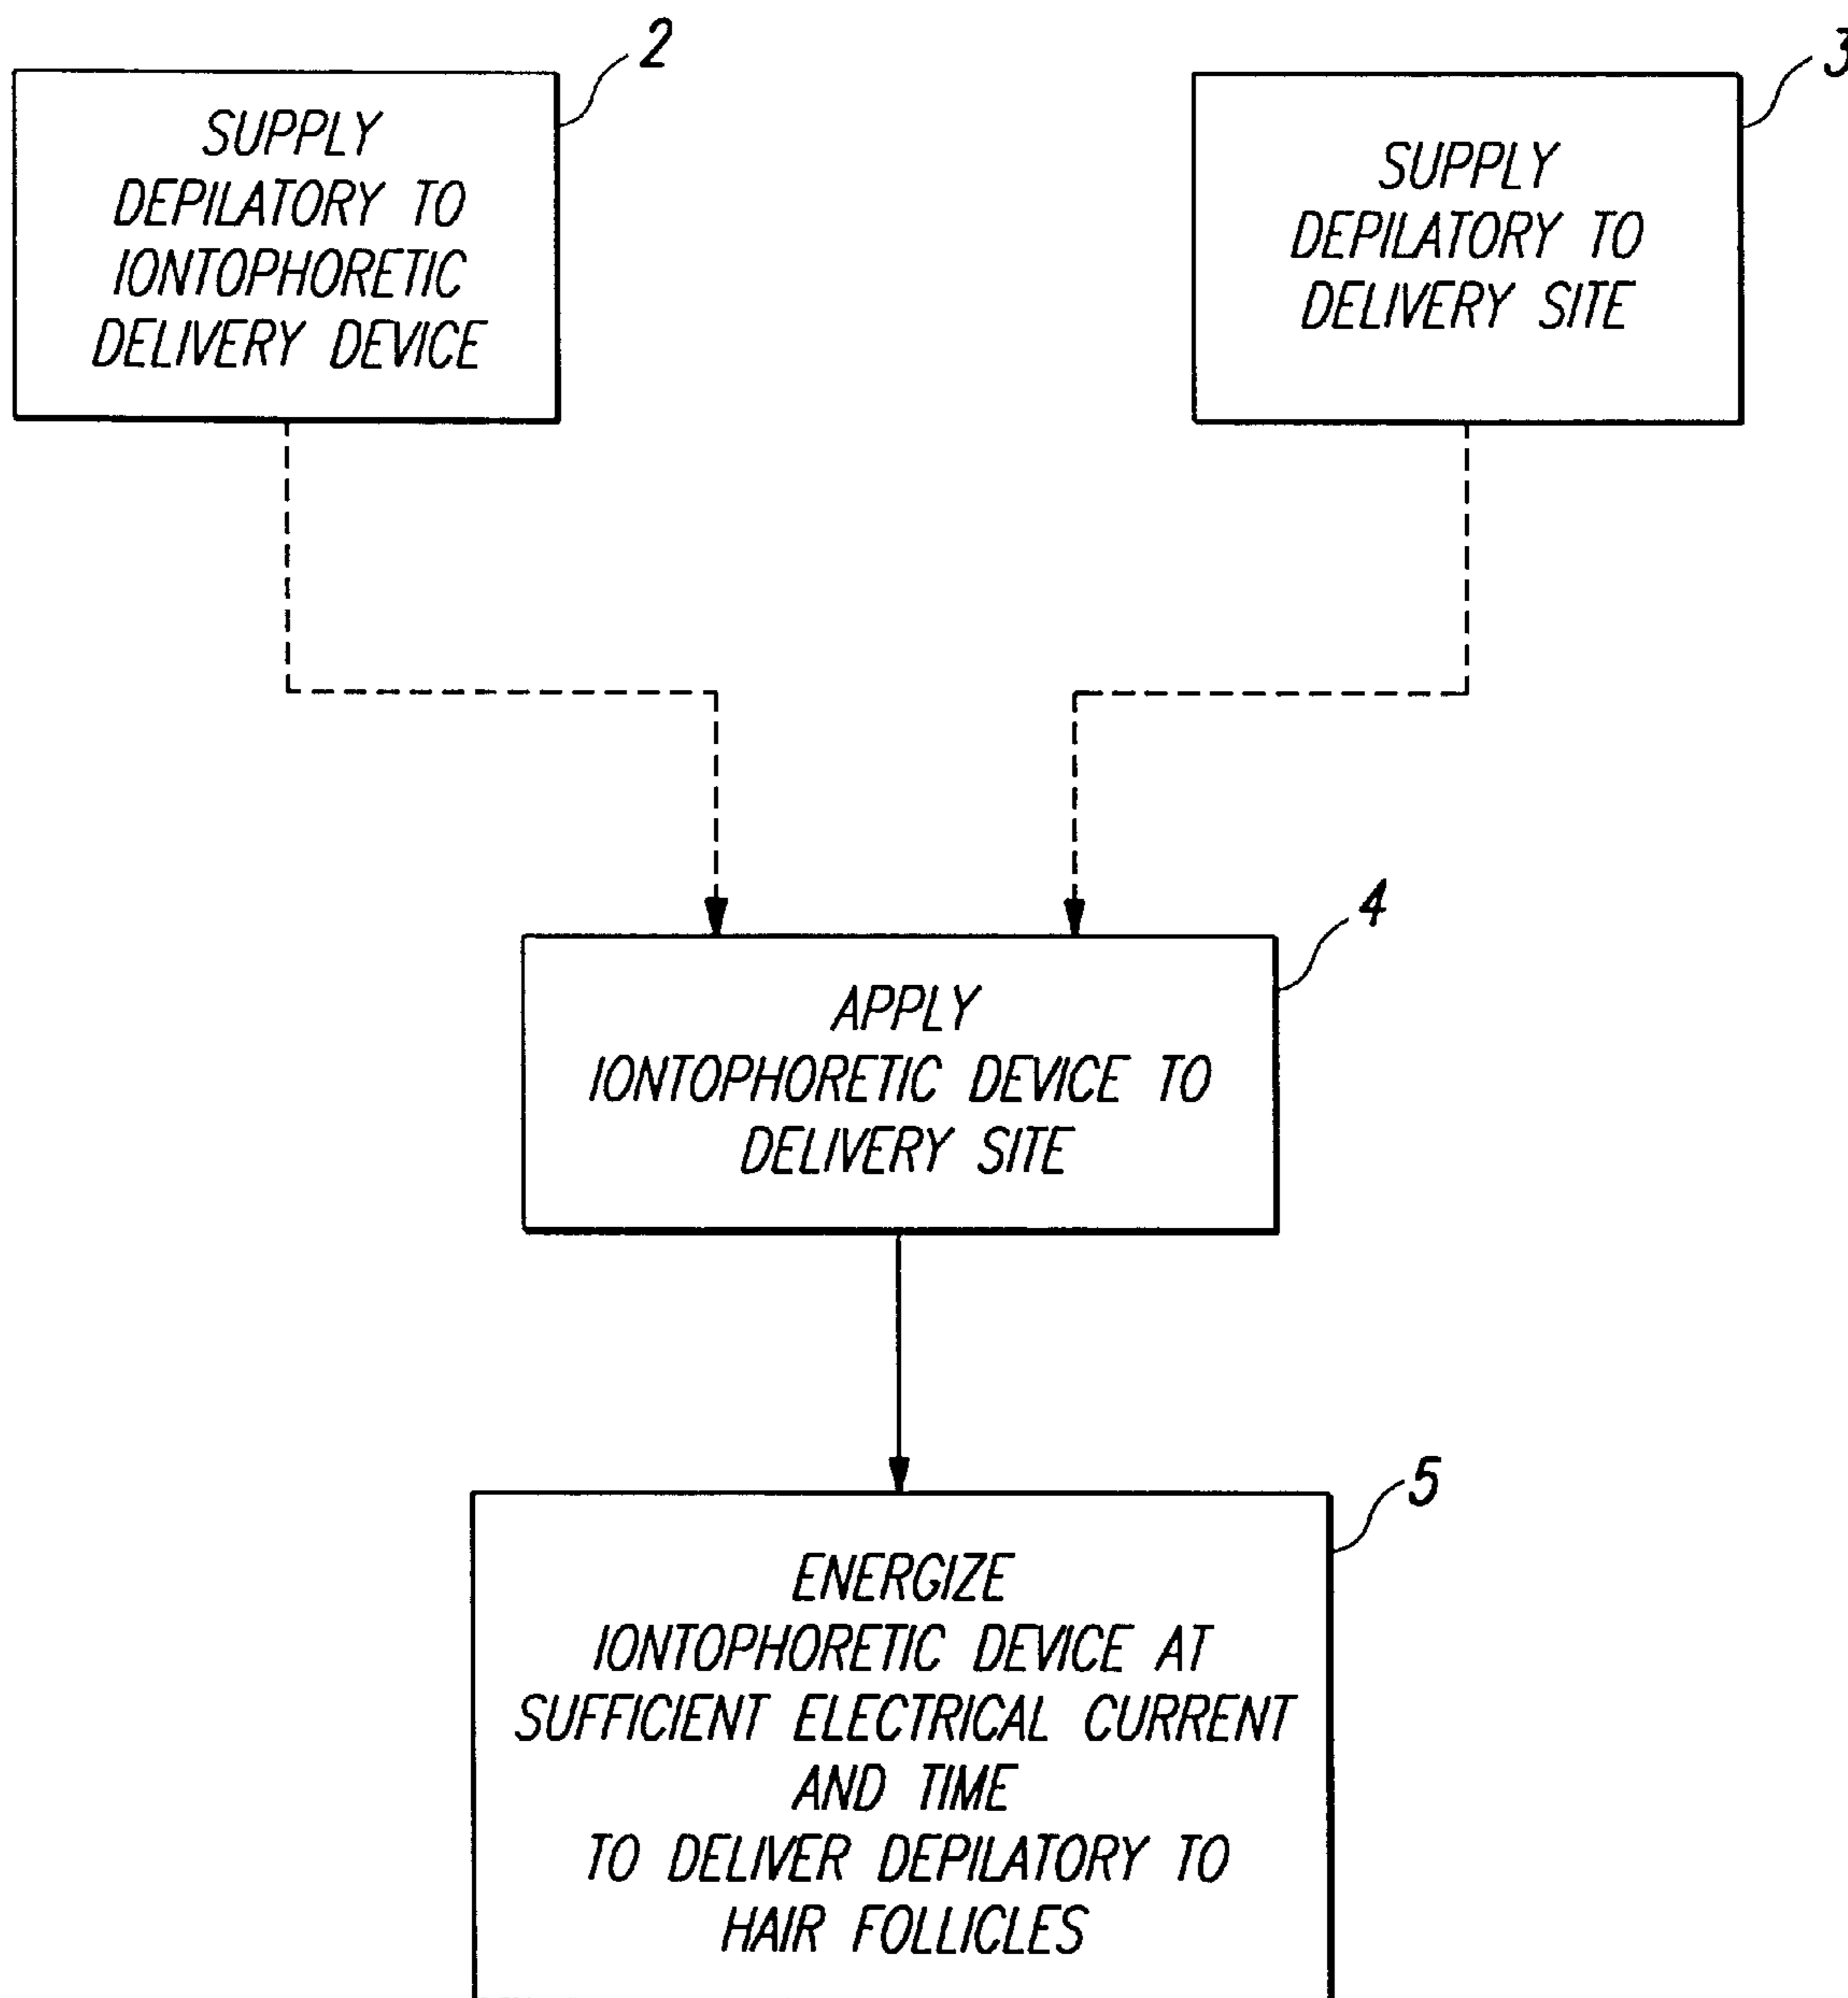 2
SUPPLY
DEPILATORY TO
IONTOPHORETIC
DELIVERY DEVICE
3
SUPPLY
DEPILATORY TO
DELIVERY SITE
4
APPLY
IONTOPHORETIC DEVICE TO
DELIVERY SITE
5
ENERGIZE
IONTOPHORETIC DEVICE AT
SUFFICIENT ELECTRICAL CURRENT
AND TIME
TO DELIVER DEPILATORY TO
HAIR FOLLICLES